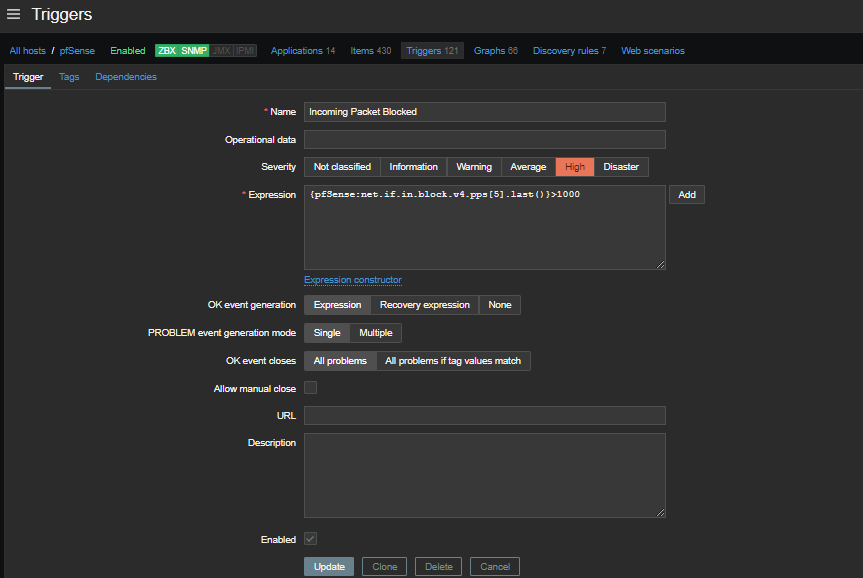 Triggers
All hosts / pfSense Enabled ZBX SNMP JMX IPMI Applications 14 Items 430 Triggers 121 Graphs 66 Discovery rules 7 Web scenarios
Trigger Tags Dependencies
* Name Incoming Packet Blocked
Operational data
Severity Not classified Information Warning Average High Disaster
* Expression {pfSense:net.if.in.block.v4.pps[5].last()}>1000 Add
Expression constructor
OK event generation Expression Recovery expression None
PROBLEM event generation mode Single Multiple
OK event closes All problems All problems if tag values match
Allow manual close
URL
Description
Enabled
Update Clone Delete Cancel